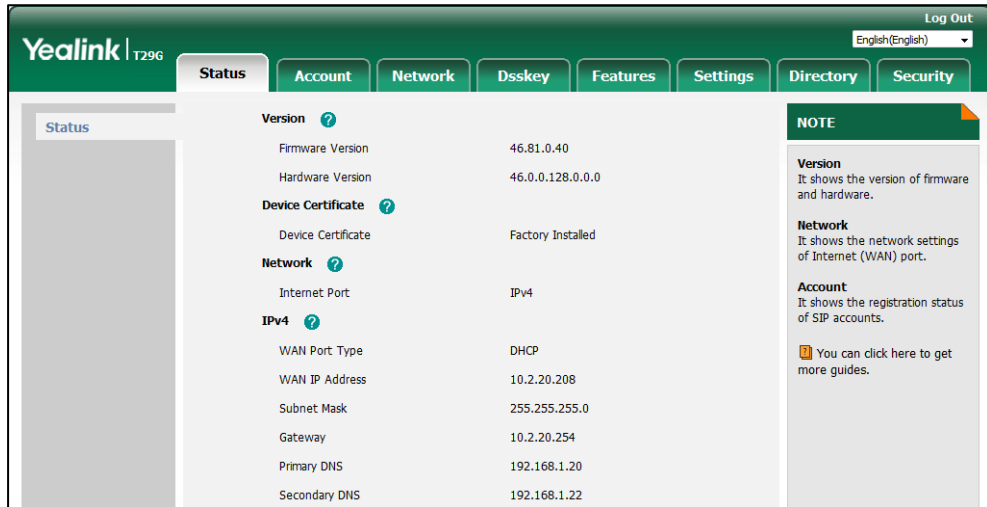 Log Out
Yealink T29G
English(English)
Status Account Network Dsskey Features Settings Directory Security
Status
Version ?
Firmware Version 46.81.0.40
Hardware Version 46.0.0.128.0.0.0
Device Certificate ?
Device Certificate Factory Installed
Network ?
Internet Port IPv4
IPv4 ?
WAN Port Type DHCP
WAN IP Address 10.2.20.208
Subnet Mask 255.255.255.0
Gateway 10.2.20.254
Primary DNS 192.168.1.20
Secondary DNS 192.168.1.22
NOTE
Version
It shows the version of firmware
and hardware.
Network
It shows the network settings
of Internet (WAN) port.
Account
It shows the registration status
of SIP accounts.
? You can click here to get
more guides.